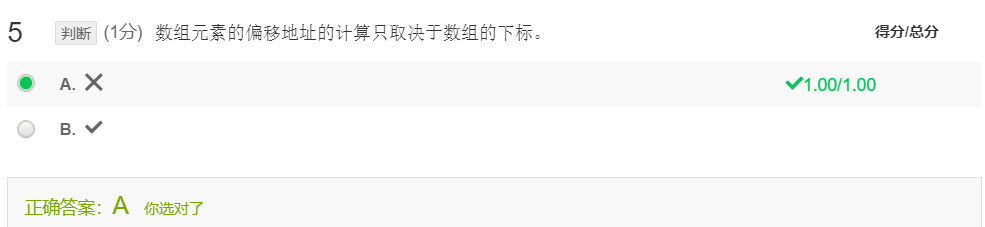 5 判断 (1分) 数组元素的偏移地址的计算只取决于数组的下标。 得分/总分
A. ✕ ✓1.00/1.00
B. ✓
正确答案：A 你选对了